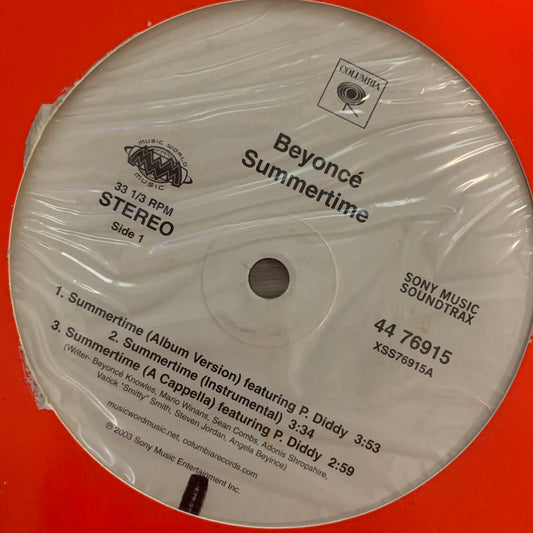 COLUMBIA
MUSIC WORLD
MUSIC
Beyoncé
Summertime
33 1/3 RPM
STEREO
Side 1
SONY MUSIC
SOUNDTRAX
44 76915
XSS76915A
1. Summertime (Album Version) featuring P. Diddy 3:53
2. Summertime (Instrumental) 3:34
3. Summertime (A Cappella) featuring P. Diddy 2:59
(Writer- Beyoncé Knowles, Mario Winans, Sean Combs, Adonis Shropshire,
Varick "Smitty" Smith, Steven Jordan, Angela Beyince)
musicwordmusic.net, columbiarecords.com
℗ 2003 Sony Music Entertainment Inc.